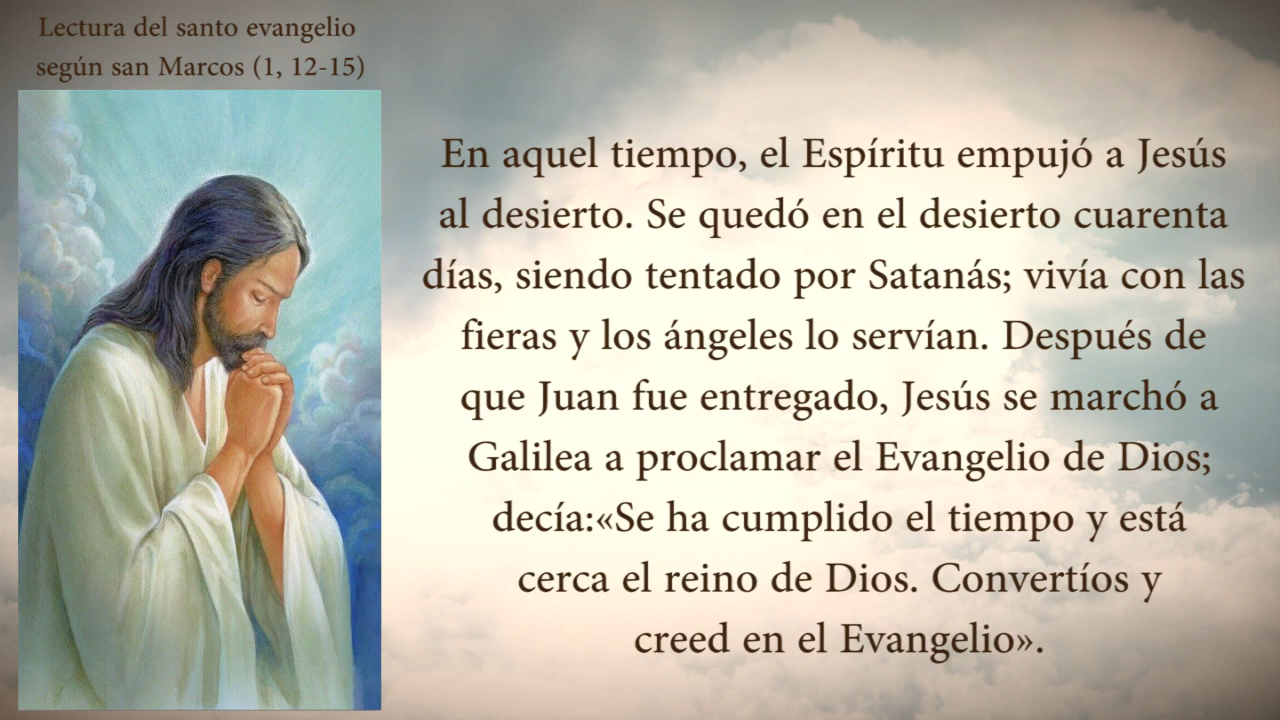 Lectura del santo evangelio
según san Marcos (1, 12-15)
En aquel tiempo, el Espíritu empujó a Jesús
al desierto. Se quedó en el desierto cuarenta
días, siendo tentado por Satanás; vivía con las
fieras y los ángeles lo servían. Después de
que Juan fue entregado, Jesús se marchó a
Galilea a proclamar el Evangelio de Dios;
decía:«Se ha cumplido el tiempo y está
cerca el reino de Dios. Convertíos y
creed en el Evangelio».